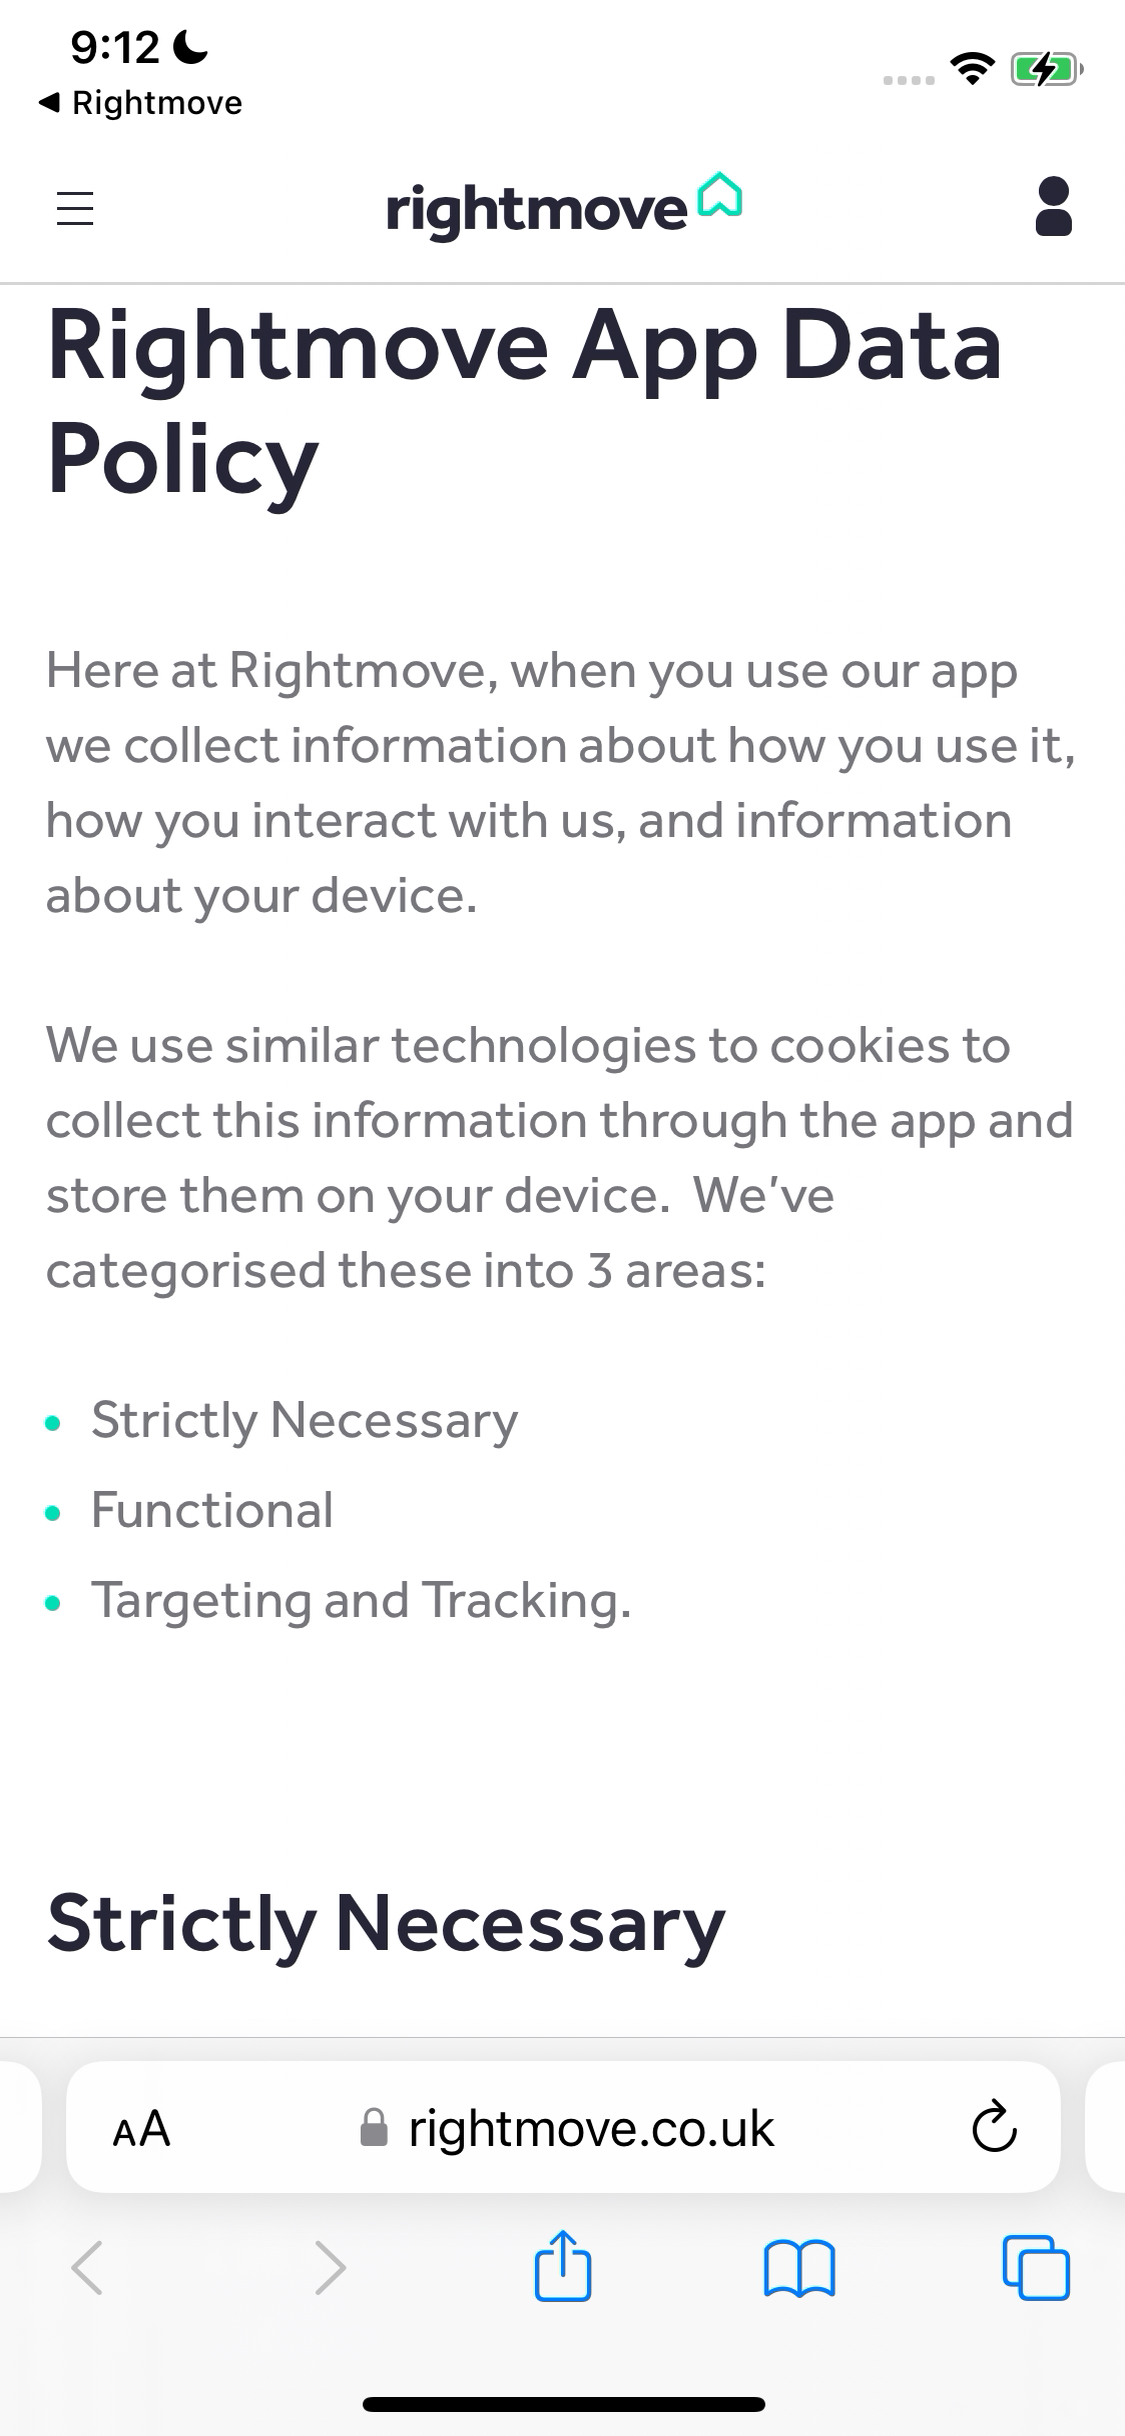 9:12
Rightmove
rightmove
Rightmove App Data
Policy
Here at Rightmove, when you use our app
we collect information about how you use it,
how you interact with us, and information
about your device.
We use similar technologies to cookies to
collect this information through the app and
store them on your device.  We've
categorised these into 3 areas:
• Strictly Necessary
• Functional
• Targeting and Tracking.
Strictly Necessary
AA rightmove.co.uk